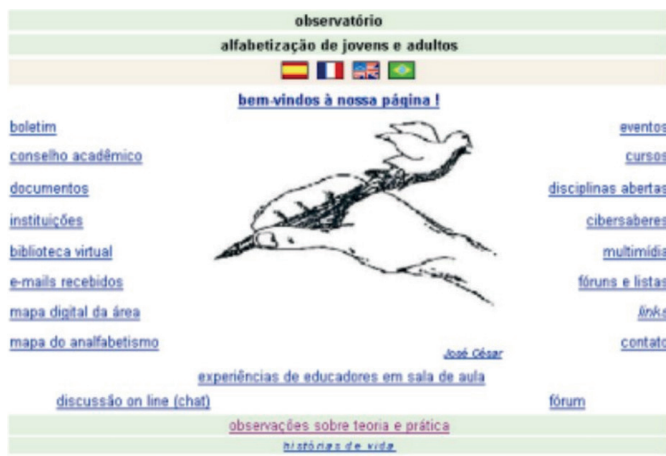 observatório
alfabetização de jovens e adultos
bem-vindos à nossa página !
boletim eventos
conselho acadêmico cursos
documentos disciplinas abertas
instituições cibersaberes
biblioteca virtual multimídia
e-mails recebidos fóruns e listas
mapa digital da área links
mapa do analfabetismo contato
José César
experiências de educadores em sala de aula
discussão on line (chat) fórum
observações sobre teoria e prática
histórias de vida